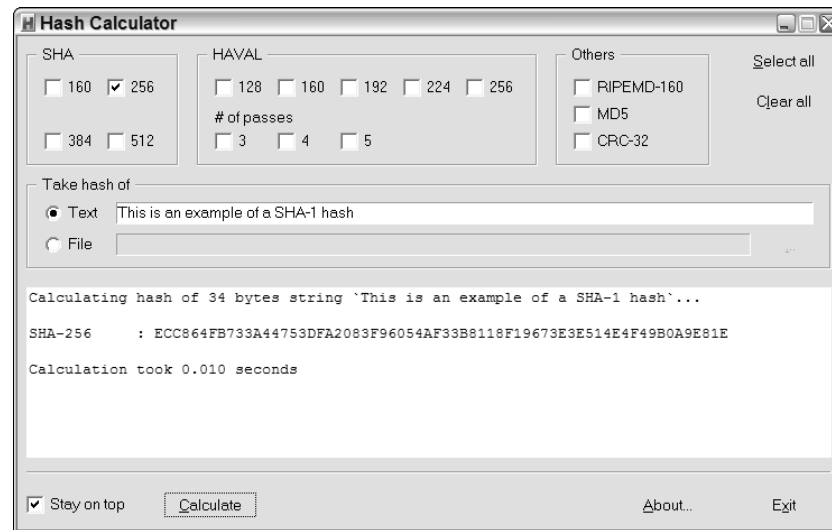 Hash Calculator
SHA
160 256
384 512
HAVAL
128 160 192 224 256
# of passes
3 4 5
Others
RIPEMD-160
MD5
CRC-32
Select all
Clear all
Take hash of
Text This is an example of a SHA-1 hash
File
Calculating hash of 34 bytes string `This is an example of a SHA-1 hash`...
SHA-256 : ECC864FB733A44753DFA2083F96054AF33B8118F19673E3E514E4F49B0A9E81E
Calculation took 0.010 seconds
Stay on top Calculate About... Exit